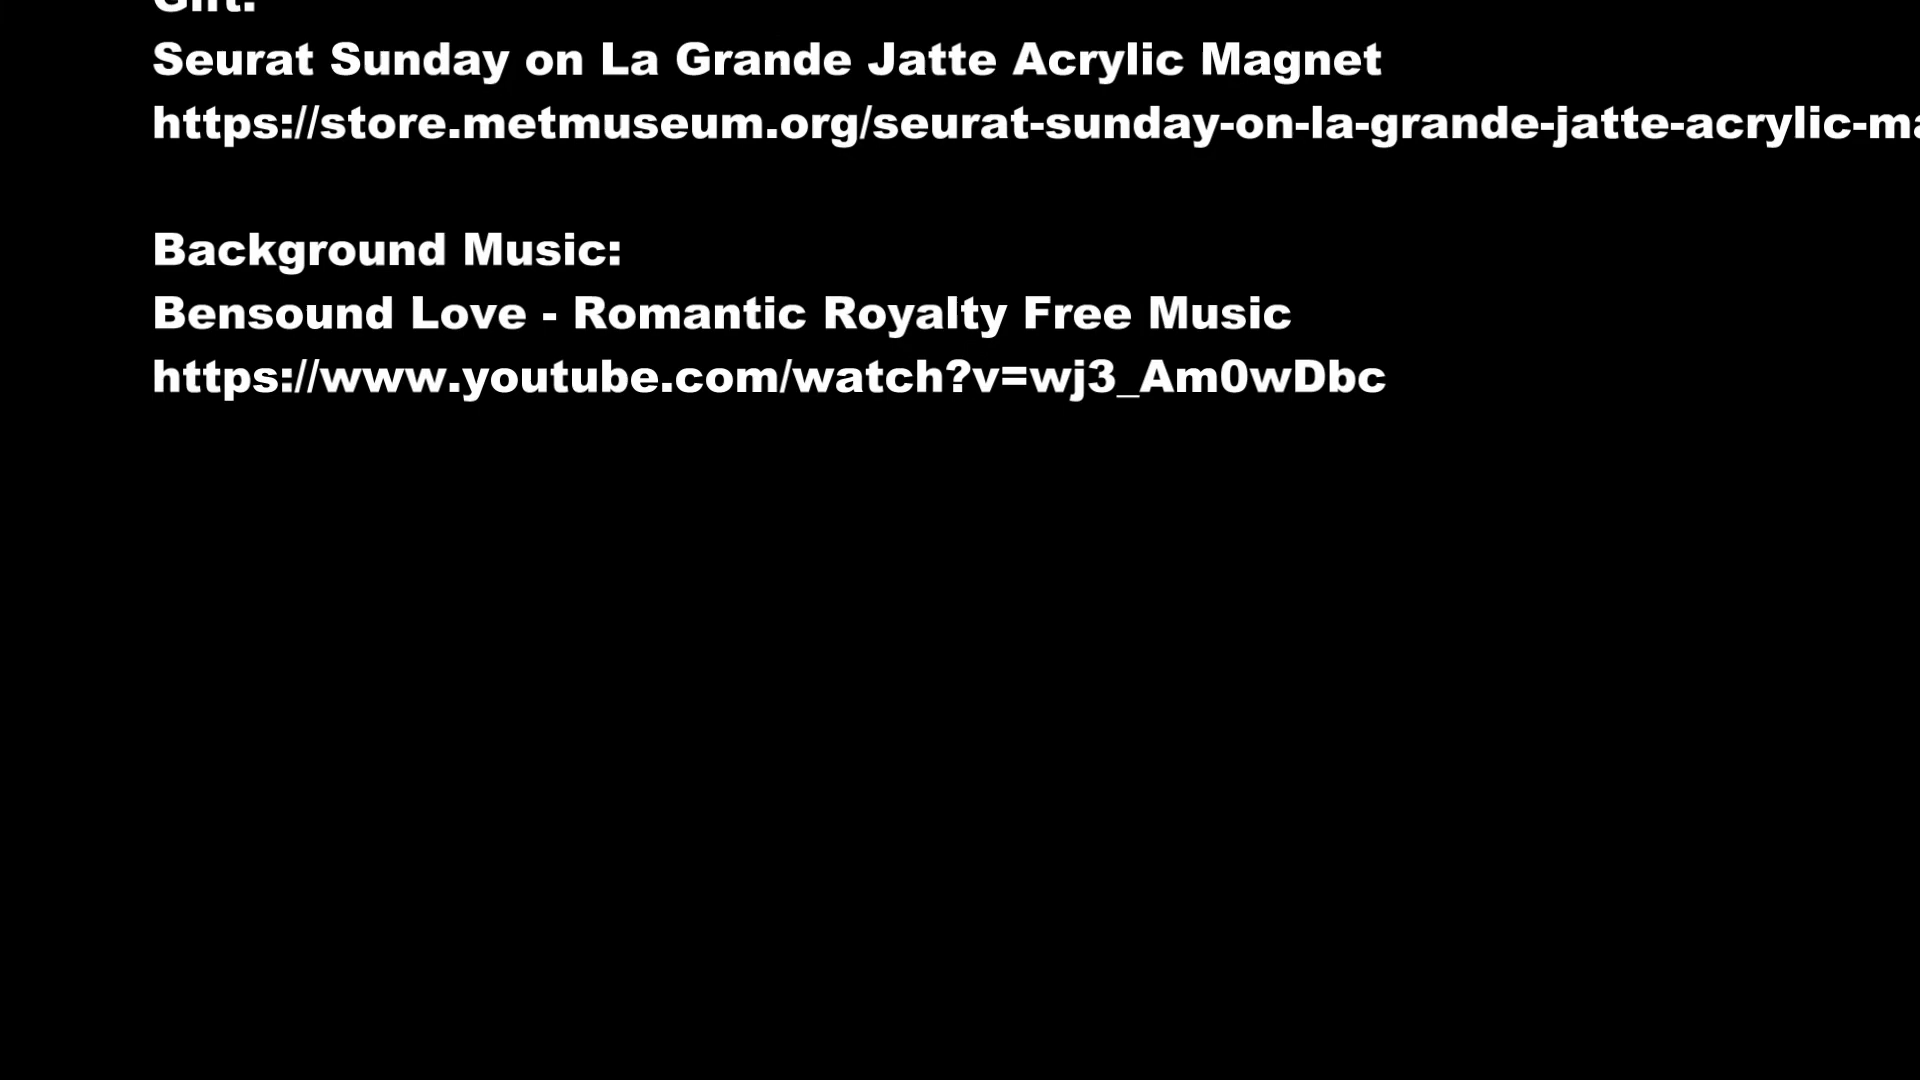 Gift:
Seurat Sunday on La Grande Jatte Acrylic Magnet
https://store.metmuseum.org/seurat-sunday-on-la-grande-jatte-acrylic-ma
Background Music:
Bensound Love - Romantic Royalty Free Music
https://www.youtube.com/watch?v=wj3_Am0wDbc